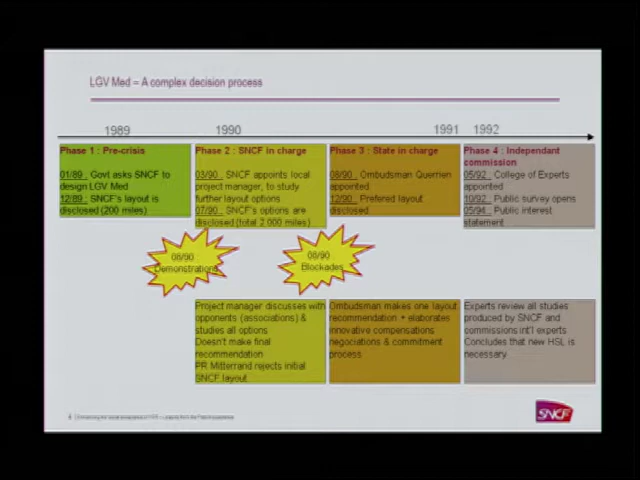 LGV Med – A complex decision process
1989
1990
1991
1992
Phase 1 : Pre-crisis
01/89 : Govt asks SNCF to
design LGV Med
12/89 : SNCF's layout is
disclosed (200 miles)
Phase 2 : SNCF in charge
03/90 : SNCF appoints local
project manager, to study
further layout options
07/90 : SNCF's options are
disclosed (total 2 000 miles)
Phase 3 : State in charge
08/90 : Ombudsman Querrien
appointed
12/90 : Prefered layout
disclosed
Phase 4 : Independant
commission
05/92 : College of Experts
appointed
10/92 : Public survey opens
05/94 : Public interest
statement
08/90
Demonstrations
08/90
Blockades
Project manager discusses with
opponents (associations) &
studies all options
Doesn't make final
recommendation
PR Mitterrand rejects initial
SNCF layout
Ombudsman makes one layout
recommendation + elaborates
innovative compensations
negociations & commitment
process
Experts review all studies
produced by SNCF and
commissions int'l experts
Concludes that new HSL is
necessary
SNCF